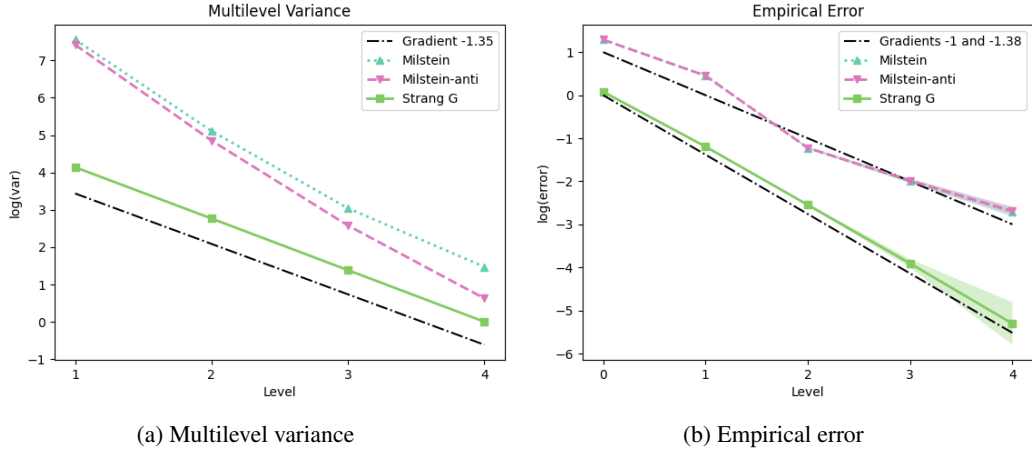 Multilevel Variance
Gradient -1.35
Milstein
Milstein-anti
Strang G
log(var)
7
6
5
4
3
2
1
0
−1
1 2 3 4
Level
(a) Multilevel variance
Empirical Error
Gradients -1 and -1.38
Milstein
Milstein-anti
Strang G
log(error)
1
0
−1
−2
−3
−4
−5
−6
0 1 2 3 4
Level
(b) Empirical error